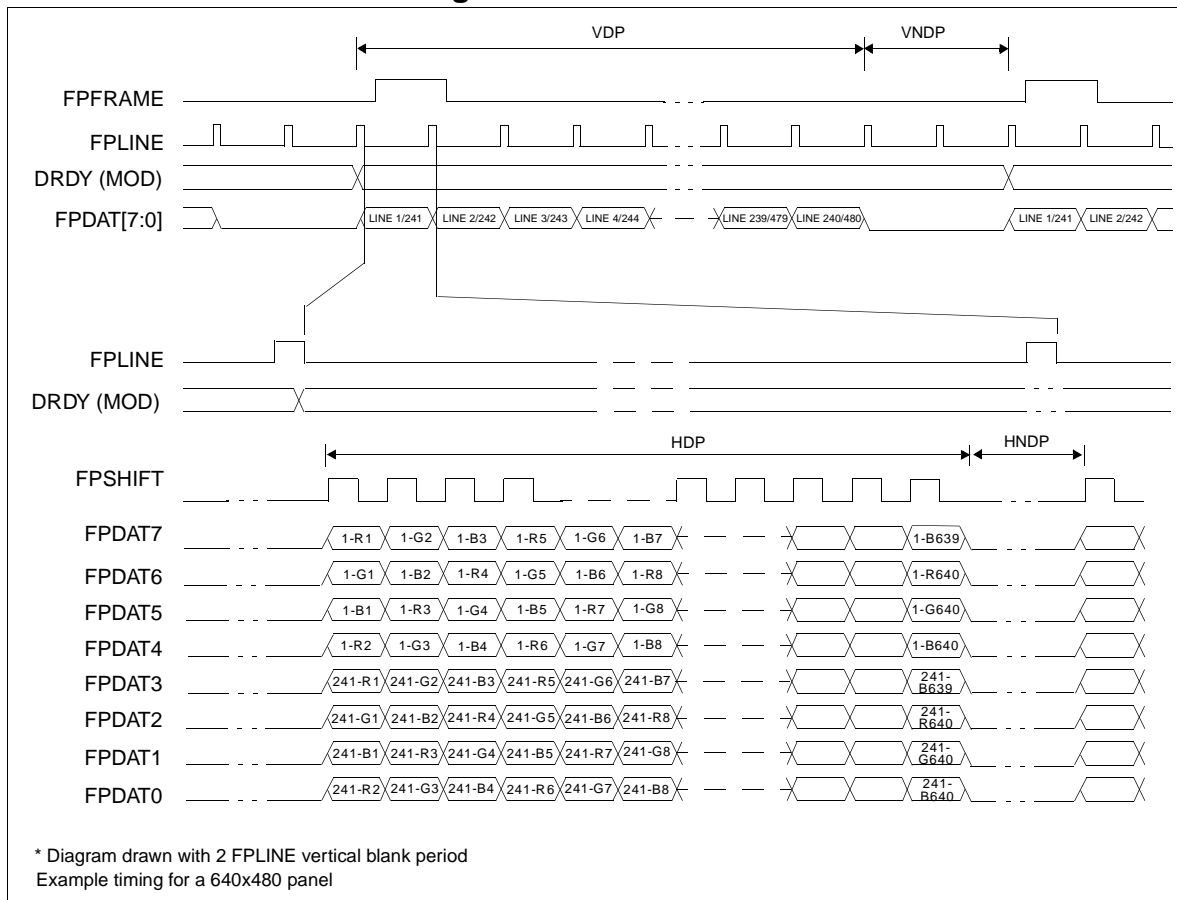 VDP VNDP
FPFRAME
FPLINE
DRDY (MOD)
FPDAT[7:0] LINE 1/241 LINE 2/242 LINE 3/243 LINE 4/244 LINE 239/479 LINE 240/480 LINE 1/241 LINE 2/242
FPLINE
DRDY (MOD)
HDP HNDP
FPSHIFT
FPDAT7 1-R1 1-G2 1-B3 1-R5 1-G6 1-B7 1-B639
FPDAT6 1-G1 1-B2 1-R4 1-G5 1-B6 1-R8 1-R640
FPDAT5 1-B1 1-R3 1-G4 1-B5 1-R7 1-G8 1-G640
FPDAT4 1-R2 1-G3 1-B4 1-R6 1-G7 1-B8 1-B640
FPDAT3 241-R1 241-G2 241-B3 241-R5 241-G6 241-B7 241-B639
FPDAT2 241-G1 241-B2 241-R4 241-G5 241-B6 241-R8 241-R640
FPDAT1 241-B1 241-R3 241-G4 241-B5 241-R7 241-G8 241-G640
FPDAT0 241-R2 241-G3 241-B4 241-R6 241-G7 241-B8 241-B640
* Diagram drawn with 2 FPLINE vertical blank period
Example timing for a 640x480 panel